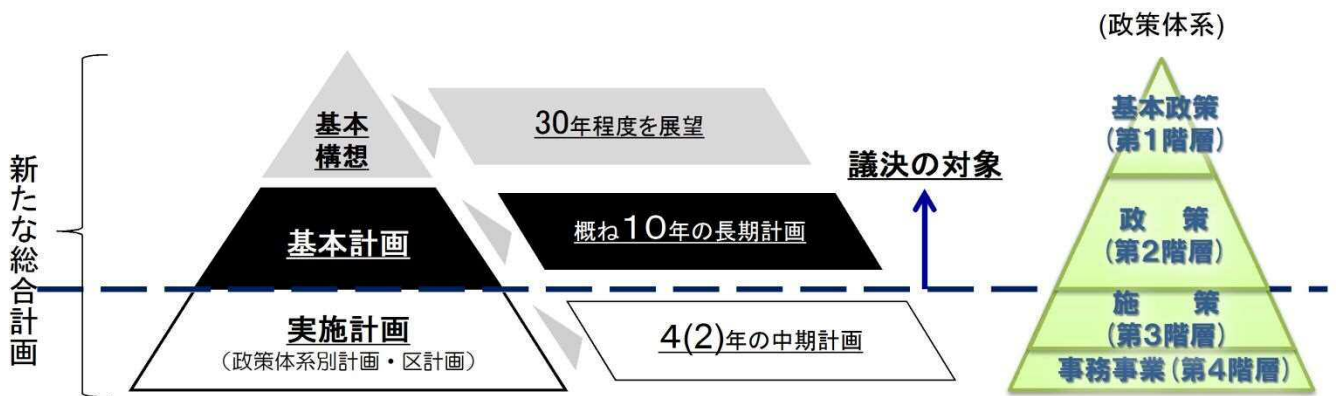 新たな総合計画
基本
構想
30年程度を展望
基本計画
概ね10年の長期計画
実施計画
(政策体系別計画・区計画)
4(2)年の中期計画
議決の対象
(政策体系)
基本政策
(第1階層)
政 策
(第2階層)
施 策
(第3階層)
事務事業(第4階層)